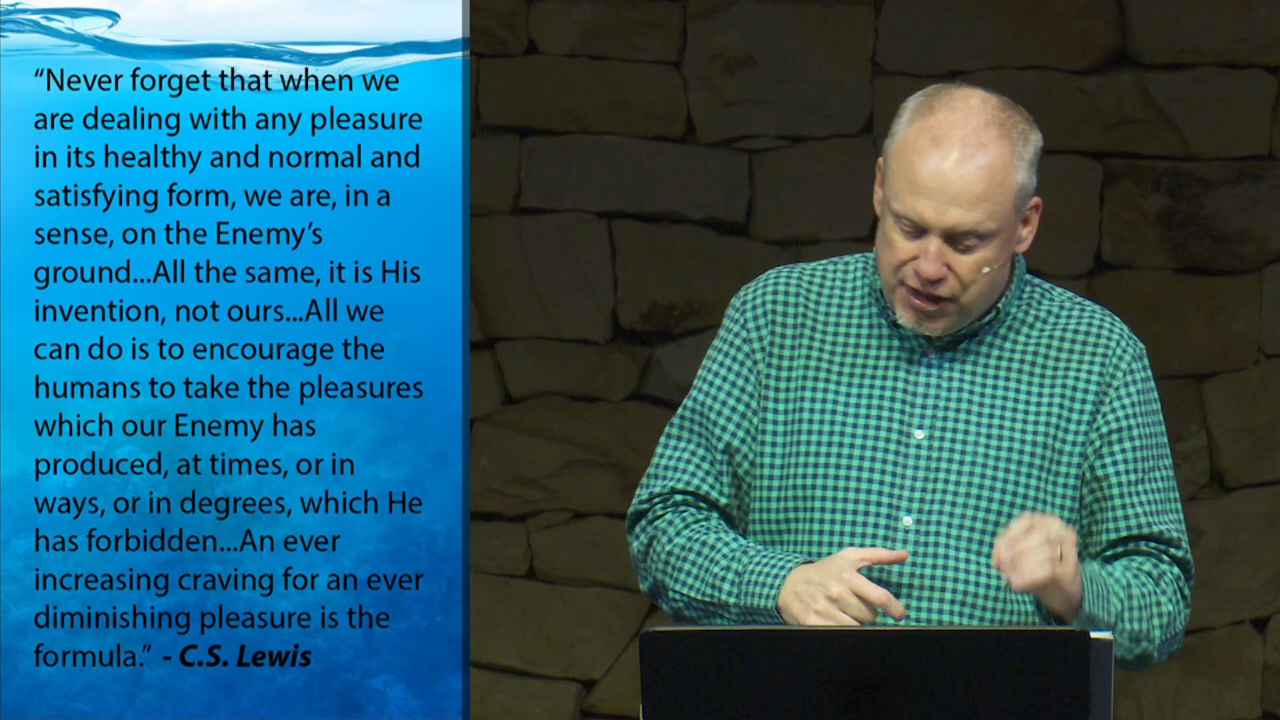 “Never forget that when we
are dealing with any pleasure
in its healthy and normal and
satisfying form, we are, in a
sense, on the Enemy’s
ground...All the same, it is His
invention, not ours...All we
can do is to encourage the
humans to take the pleasures
which our Enemy has
produced, at times, or in
ways, or in degrees, which He
has forbidden...An ever
increasing craving for an ever
diminishing pleasure is the
formula.” - C.S. Lewis